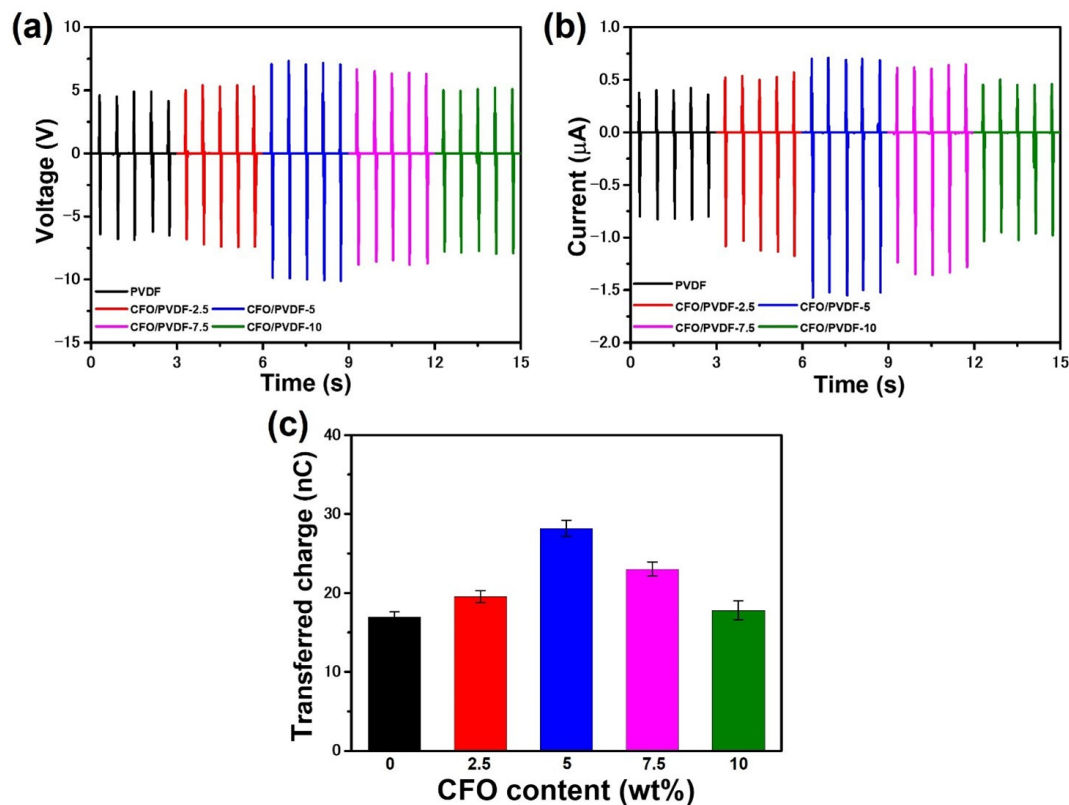 (a)
Voltage (V)
10
5
0
−5
−10
−15
PVDF
CFO/PVDF-2.5 CFO/PVDF-5
CFO/PVDF-7.5 CFO/PVDF-10
0 3 6 9 12 15
Time (s)
(b)
Current (μA)
1.0
0.5
0.0
−0.5
−1.0
−1.5
−2.0
PVDF
CFO/PVDF-2.5 CFO/PVDF-5
CFO/PVDF-7.5 CFO/PVDF-10
0 3 6 9 12 15
Time (s)
(c)
Transferred charge (nC)
40
30
20
10
0
0 2.5 5 7.5 10
CFO content (wt%)